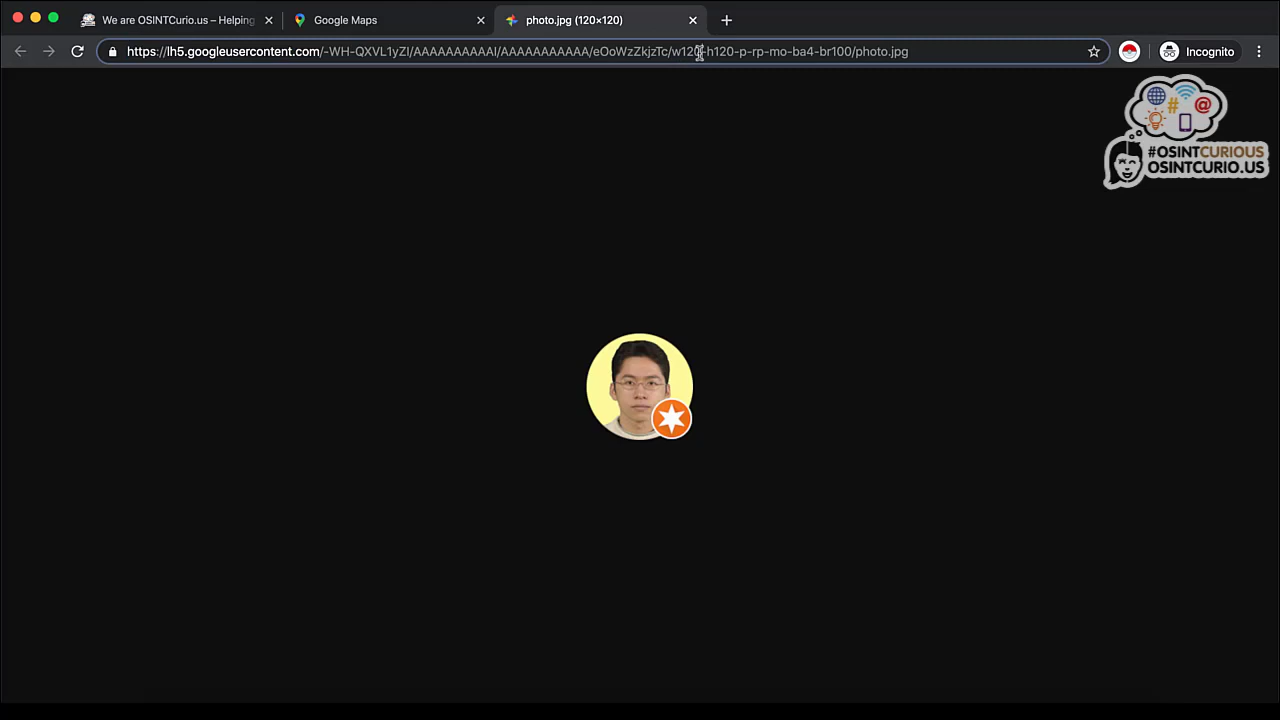 We are OSINTCurio.us – Helping
Google Maps
photo.jpg (120×120)
https://lh5.googleusercontent.com/-WH-QXVL1yZI/AAAAAAAAAAI/AAAAAAAAAAA/eOoWzZkjzTc/w120-h120-p-rp-mo-ba4-br100/photo.jpg
Incognito
#OSINTCURIOUS
OSINTCURIO.US